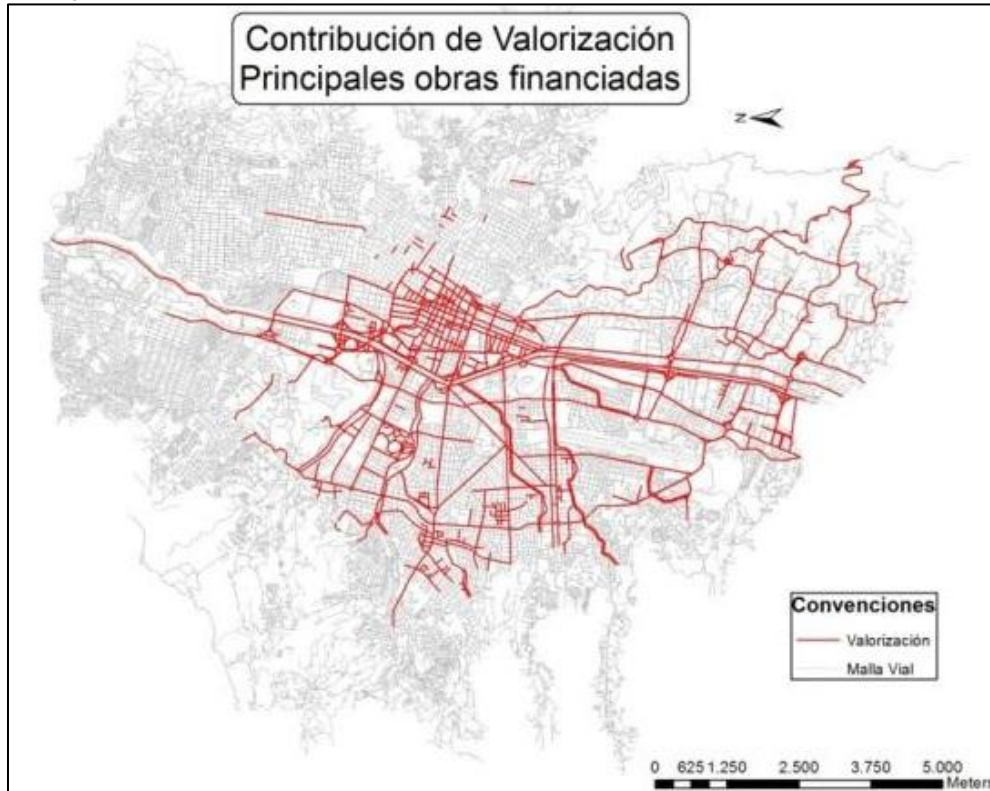 Contribución de Valorización
Principales obras financiadas
N
Convenciones
Valorización
Malla Vial
0 625 1.250 2.500 3.750 5.000
Meters